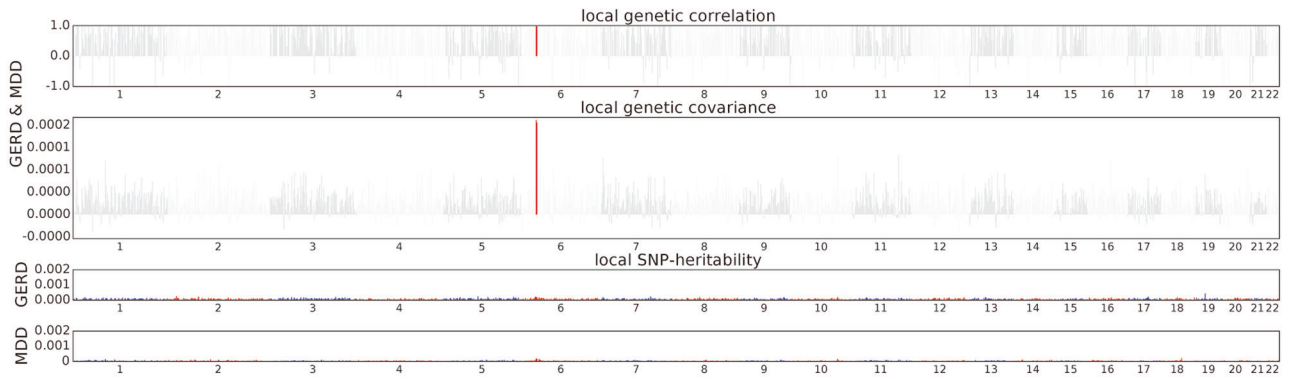 local genetic correlation
GERD & MDD
1.0
0.0
-1.0
1 2 3 4 5 6 7 8 9 10 11 12 13 14 15 16 17 18 19 20 21 22
local genetic covariance
0.0002
0.0001
0.0001
0.0000
0.0000
-0.0000
1 2 3 4 5 6 7 8 9 10 11 12 13 14 15 16 17 18 19 20 21 22
local SNP-heritability
GERD
0.002
0.001
0.000
1 2 3 4 5 6 7 8 9 10 11 12 13 14 15 16 17 18 19 20 21 22
MDD
0.002
0.001
0
1 2 3 4 5 6 7 8 9 10 11 12 13 14 15 16 17 18 19 20 21 22